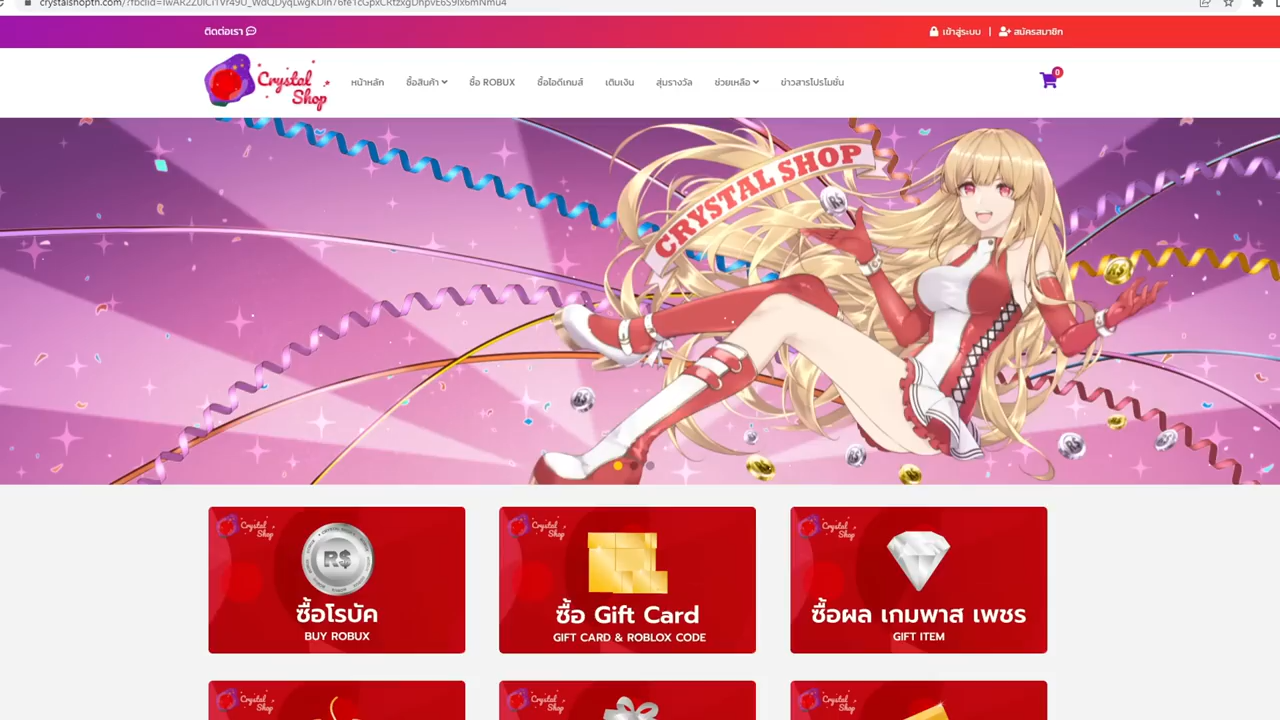 ติดต่อเรา
เข้าสู่ระบบ | สมัครสมาชิก
Crystal Shop
หน้าหลัก ซื้อสินค้า ซื้อ ROBUX ซื้อไอดีเกมส์ เติมเงิน สุ่มรางวัล ช่วยเหลือ ข่าวสารโปรโมชั่น
0
CRYSTAL SHOP
R$
Crystal Shop
R$
ซื้อโรบัค
BUY ROBUX
Crystal Shop
ซื้อ Gift Card
GIFT CARD & ROBLOX CODE
Crystal Shop
ซื้อผล เกมพาส เพชร
GIFT ITEM
Crystal Shop
Crystal Shop
Crystal Shop